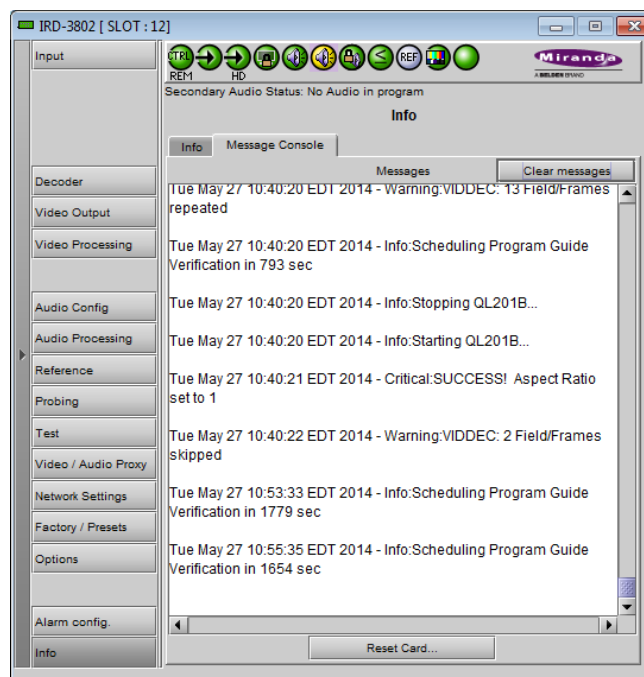 IRD-3802 [ SLOT : 12]
Input
CTRL
REM
HD
≤
REF
Miranda
A BELDEN BRAND
Secondary Audio Status: No Audio in program
Info
Info
Message Console
Messages
Clear messages
Tue May 27 10:40:20 EDT 2014 - Warning:VIDDEC: 13 Field/Frames
repeated
Tue May 27 10:40:20 EDT 2014 - Info:Scheduling Program Guide
Verification in 793 sec
Tue May 27 10:40:20 EDT 2014 - Info:Stopping QL201B...
Tue May 27 10:40:20 EDT 2014 - Info:Starting QL201B...
Tue May 27 10:40:21 EDT 2014 - Critical:SUCCESS!  Aspect Ratio
set to 1
Tue May 27 10:40:22 EDT 2014 - Warning:VIDDEC: 2 Field/Frames
skipped
Tue May 27 10:53:33 EDT 2014 - Info:Scheduling Program Guide
Verification in 1779 sec
Tue May 27 10:55:35 EDT 2014 - Info:Scheduling Program Guide
Verification in 1654 sec
Reset Card...
Decoder
Video Output
Video Processing
Audio Config
Audio Processing
Reference
Probing
Test
Video / Audio Proxy
Network Settings
Factory / Presets
Options
Alarm config.
Info